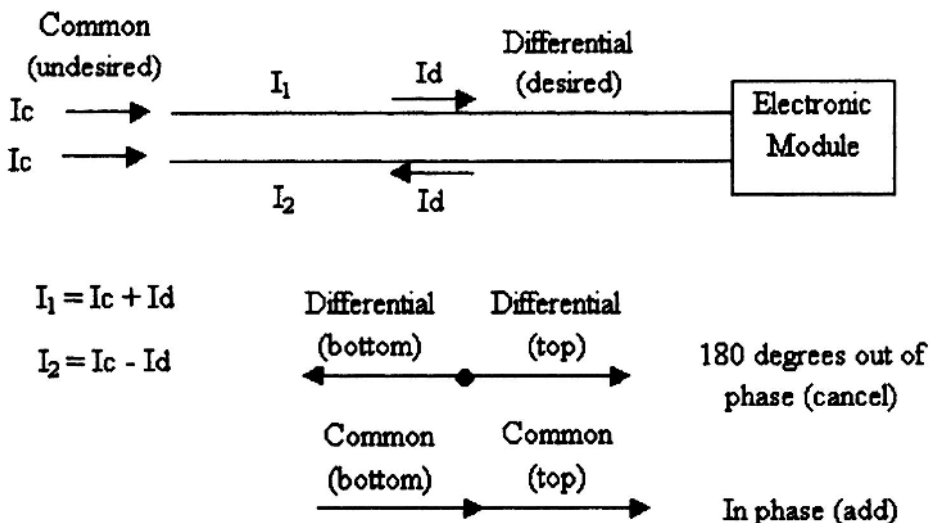 Common
(undesired)
Differential
(desired)
Ic
I₁
Id
Electronic
Module
Ic
I₂
Id
I₁ = Ic + Id
I₂ = Ic - Id
Differential
(bottom)
Differential
(top)
180 degrees out of
phase (cancel)
Common
(bottom)
Common
(top)
In phase (add)